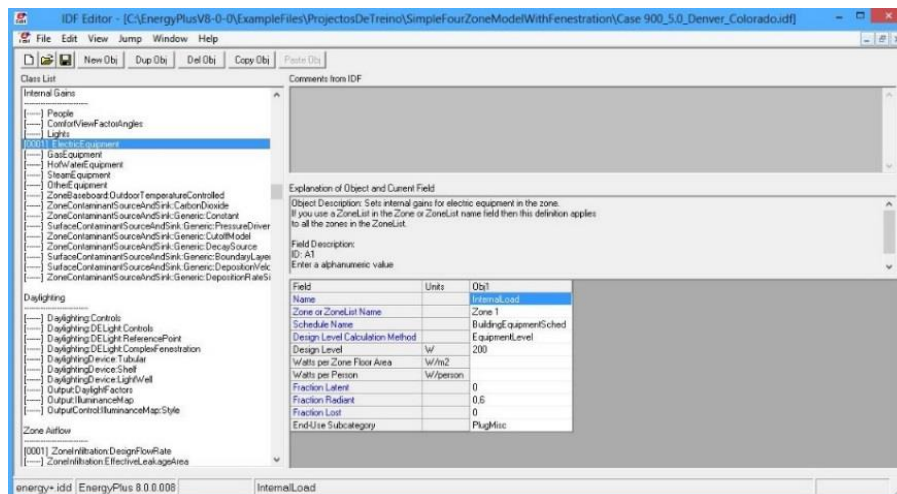 IDF Editor - [C:\EnergyPlusV8-0-0\ExampleFiles\ProjectosDeTreino\SimpleFourZoneModelWithFenestration\Case 900_5.0_Denver_Colorado.idf]
File Edit View Jump Window Help
New Obj Dup Obj Del Obj Copy Obj Paste Obj
Class List
Internal Gains
------------------------
[------] People
[------] ComfortViewFactorAngles
[------] Lights
[0001] ElectricEquipment
[------] GasEquipment
[------] HotWaterEquipment
[------] SteamEquipment
[------] OtherEquipment
[------] ZoneBaseboard:OutdoorTemperatureControlled
[------] ZoneContaminantSourceAndSink:CarbonDioxide
[------] ZoneContaminantSourceAndSink:Generic:Constant
[------] SurfaceContaminantSourceAndSink:Generic:PressureDriver
[------] ZoneContaminantSourceAndSink:Generic:CutoffModel
[------] ZoneContaminantSourceAndSink:Generic:DecaySource
[------] SurfaceContaminantSourceAndSink:Generic:BoundaryLayer
[------] SurfaceContaminantSourceAndSink:Generic:DepositionVelc
[------] ZoneContaminantSourceAndSink:Generic:DepositionRateSi
Daylighting
------------------------
[------] Daylighting:Controls
[------] Daylighting:DELight:Controls
[------] Daylighting:DELight:ReferencePoint
[------] Daylighting:DELight:ComplexFenestration
[------] DaylightingDevice:Tubular
[------] DaylightingDevice:Shelf
[------] DaylightingDevice:LightWell
[------] Output:DaylightFactors
[------] Output:IlluminanceMap
[------] OutputControl:IlluminanceMap:Style
Zone Airflow
------------------------
[0001] ZoneInfiltration:DesignFlowRate
[------] ZoneInfiltration:EffectiveLeakageArea
Comments from IDF
Explanation of Object and Current Field
Object Description: Sets internal gains for electric equipment in the zone.
If you use a ZoneList in the Zone or ZoneList name field then this definition applies
to all the zones in the ZoneList.
Field Description:
ID: A1
Enter a alphanumeric value
Field Units Obj1
Name InternalLoad
Zone or ZoneList Name Zone 1
Schedule Name BuildingEquipmentSched
Design Level Calculation Method EquipmentLevel
Design Level W 200
Watts per Zone Floor Area W/m2
Watts per Person W/person
Fraction Latent 0
Fraction Radiant 0,6
Fraction Lost 0
End-Use Subcategory PlugMisc
energy+.idd EnergyPlus 8.0.0.008 InternalLoad